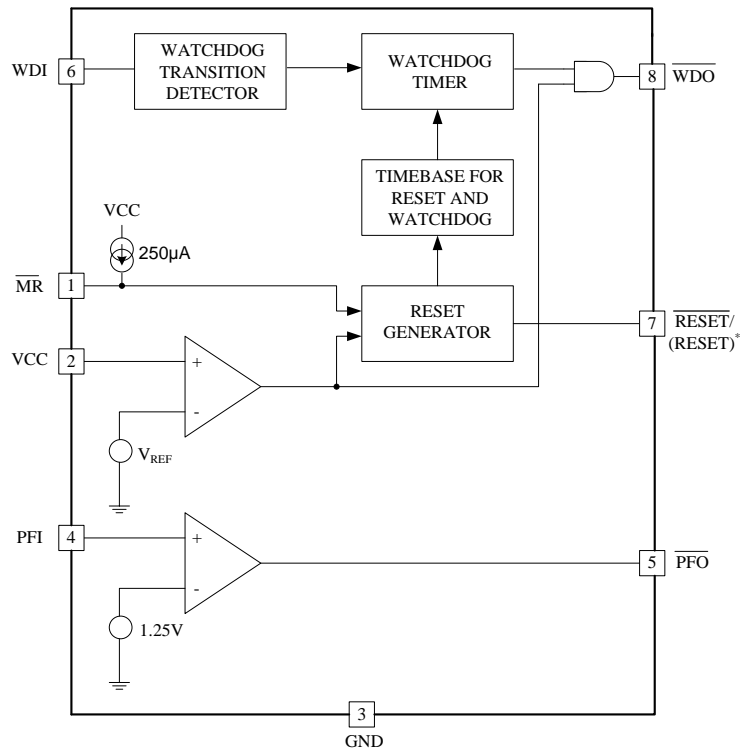 WDI
6
WATCHDOG
TRANSITION
DETECTOR
WATCHDOG
TIMER
8
WDO
TIMEBASE FOR
RESET AND
WATCHDOG
VCC
250µA
MR
1
RESET
GENERATOR
7
RESET/
(RESET)*
VCC
2
+
-
VREF
PFI
4
+
-
5
PFO
1.25V
3
GND